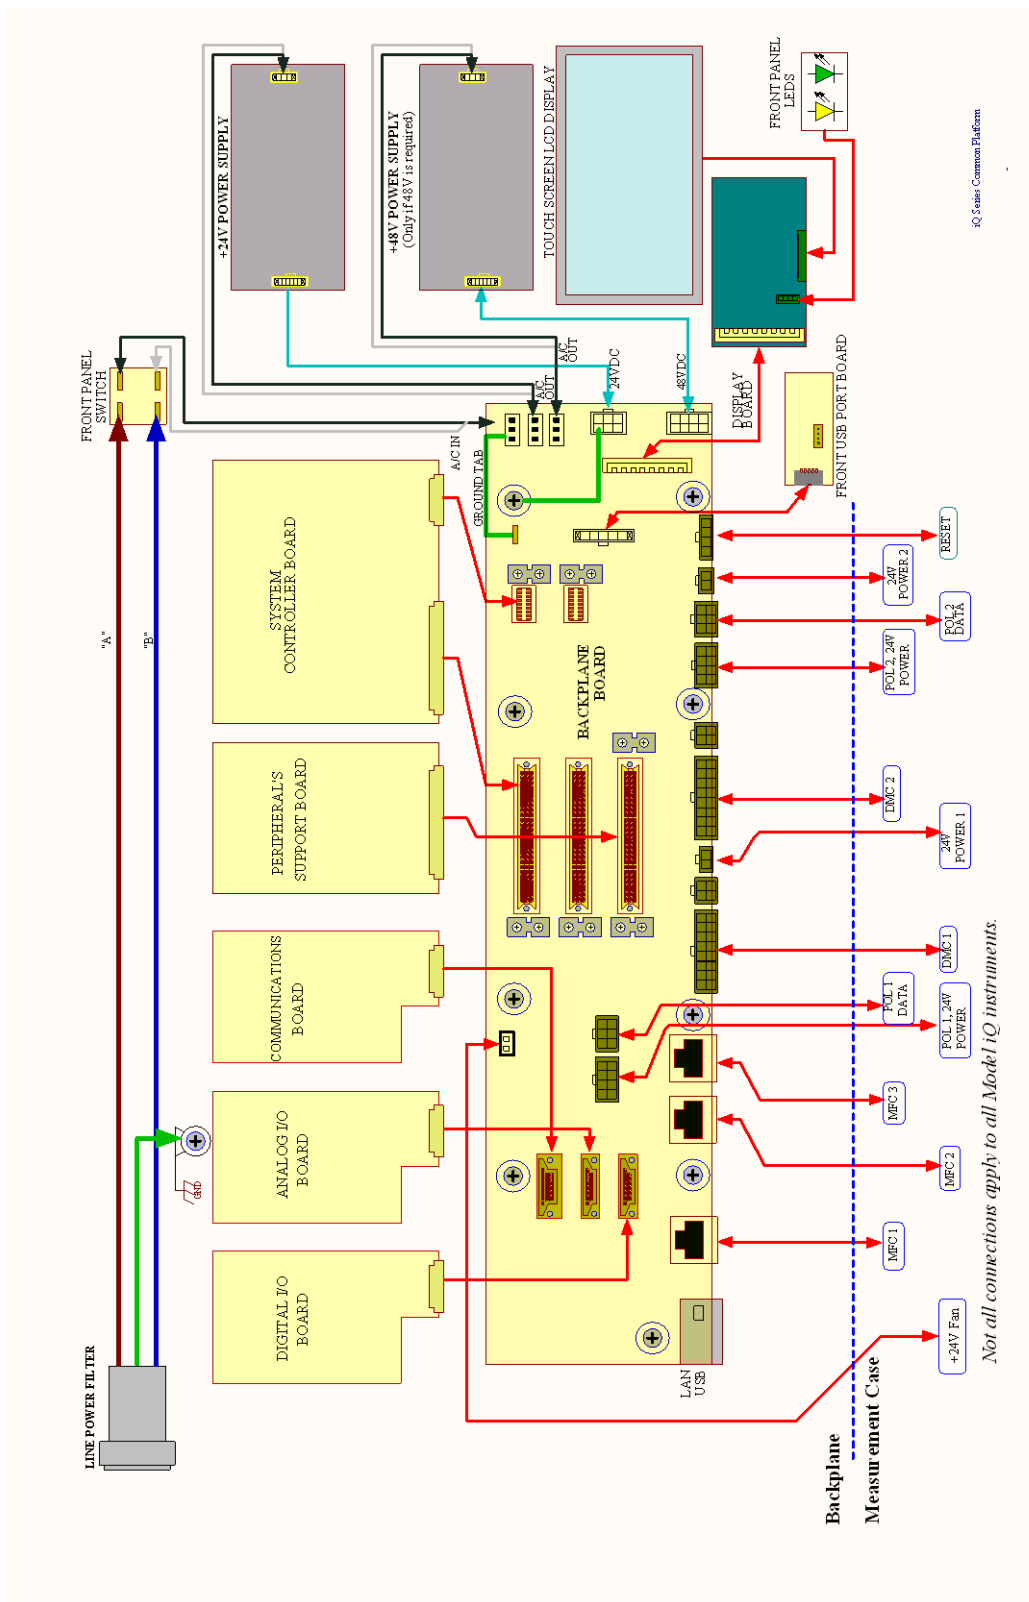 LINE POWER FILTER
"A"
"B"
FRONT PANEL
SWITCH
GND
+24V POWER SUPPLY
+48V POWER SUPPLY
(Only if 48V is required)
TOUCH SCREEN LCD DISPLAY
FRONT PANEL
LEDS
DIGITAL I/O
BOARD
ANALOG I/O
BOARD
COMMUNICATIONS
BOARD
PERIPHERAL'S
SUPPORT BOARD
SYSTEM
CONTROLLER BOARD
A/C IN
GROUND TAB
A/C
OUT
A/C
OUT
24VDC
48VDC
DISPLAY
BOARD
FRONT USB PORT BOARD
BACKPLANE
BOARD
LAN
USB
Backplane
Measurement Case
+24V Fan
MFC 1
MFC 2
MFC 3
POL 1, 24V
POWER
POL 1
DATA
DMC 1
24V
POWER 1
DMC 2
POL 2, 24V
POWER
POL 2
DATA
24V
POWER 2
RESET
Not all connections apply to all Model iQ instruments.
iQ Series Common Platform
-